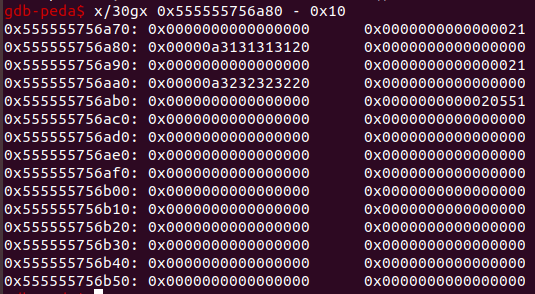 gdb-peda$ x/30gx 0x555555756a80 - 0x10
0x555555756a70: 0x0000000000000000 0x0000000000000021
0x555555756a80: 0x00000a3131313120 0x0000000000000000
0x555555756a90: 0x0000000000000000 0x0000000000000021
0x555555756aa0: 0x00000a3232323220 0x0000000000000000
0x555555756ab0: 0x0000000000000000 0x0000000000020551
0x555555756ac0: 0x0000000000000000 0x0000000000000000
0x555555756ad0: 0x0000000000000000 0x0000000000000000
0x555555756ae0: 0x0000000000000000 0x0000000000000000
0x555555756af0: 0x0000000000000000 0x0000000000000000
0x555555756b00: 0x0000000000000000 0x0000000000000000
0x555555756b10: 0x0000000000000000 0x0000000000000000
0x555555756b20: 0x0000000000000000 0x0000000000000000
0x555555756b30: 0x0000000000000000 0x0000000000000000
0x555555756b40: 0x0000000000000000 0x0000000000000000
0x555555756b50: 0x0000000000000000 0x0000000000000000